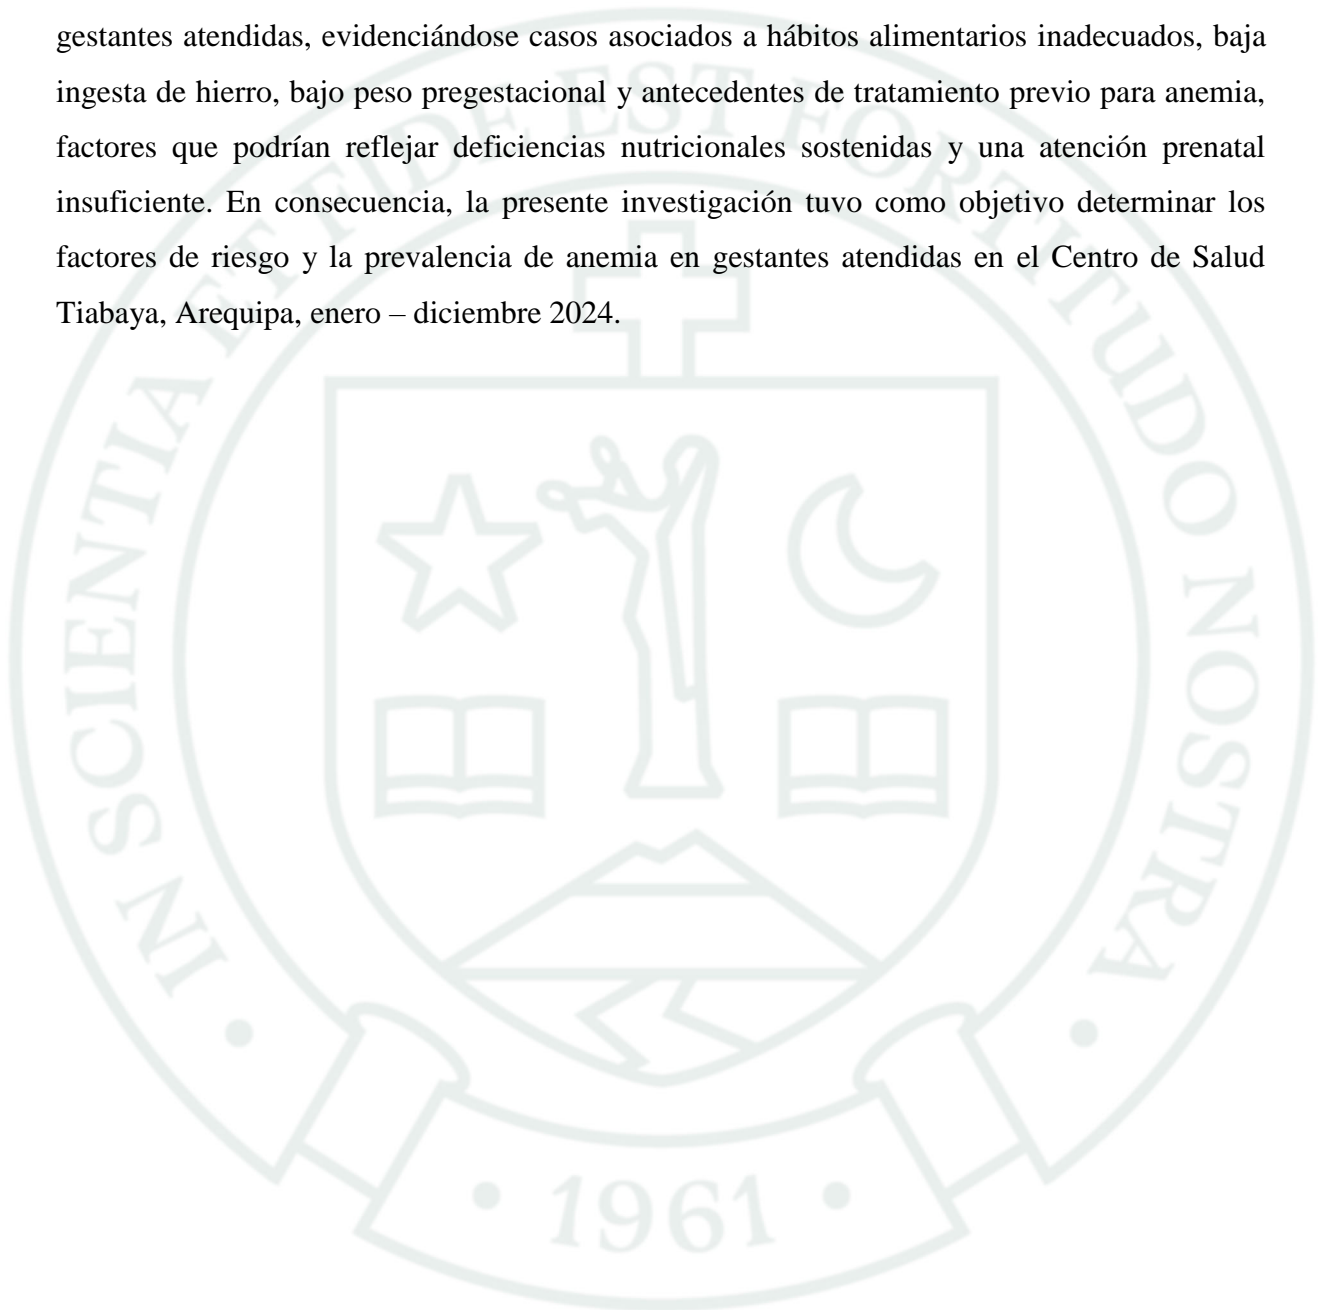 gestantes atendidas, evidenciándose casos asociados a hábitos alimentarios inadecuados, baja
ingesta de hierro, bajo peso pregestacional y antecedentes de tratamiento previo para anemia,
factores que podrían reflejar deficiencias nutricionales sostenidas y una atención prenatal
insuficiente. En consecuencia, la presente investigación tuvo como objetivo determinar los
factores de riesgo y la prevalencia de anemia en gestantes atendidas en el Centro de Salud
Tiabaya, Arequipa, enero – diciembre 2024.
• IN SCIENTIA ET FIDE EST FORTITUDO NOSTRA •
• 1961 •